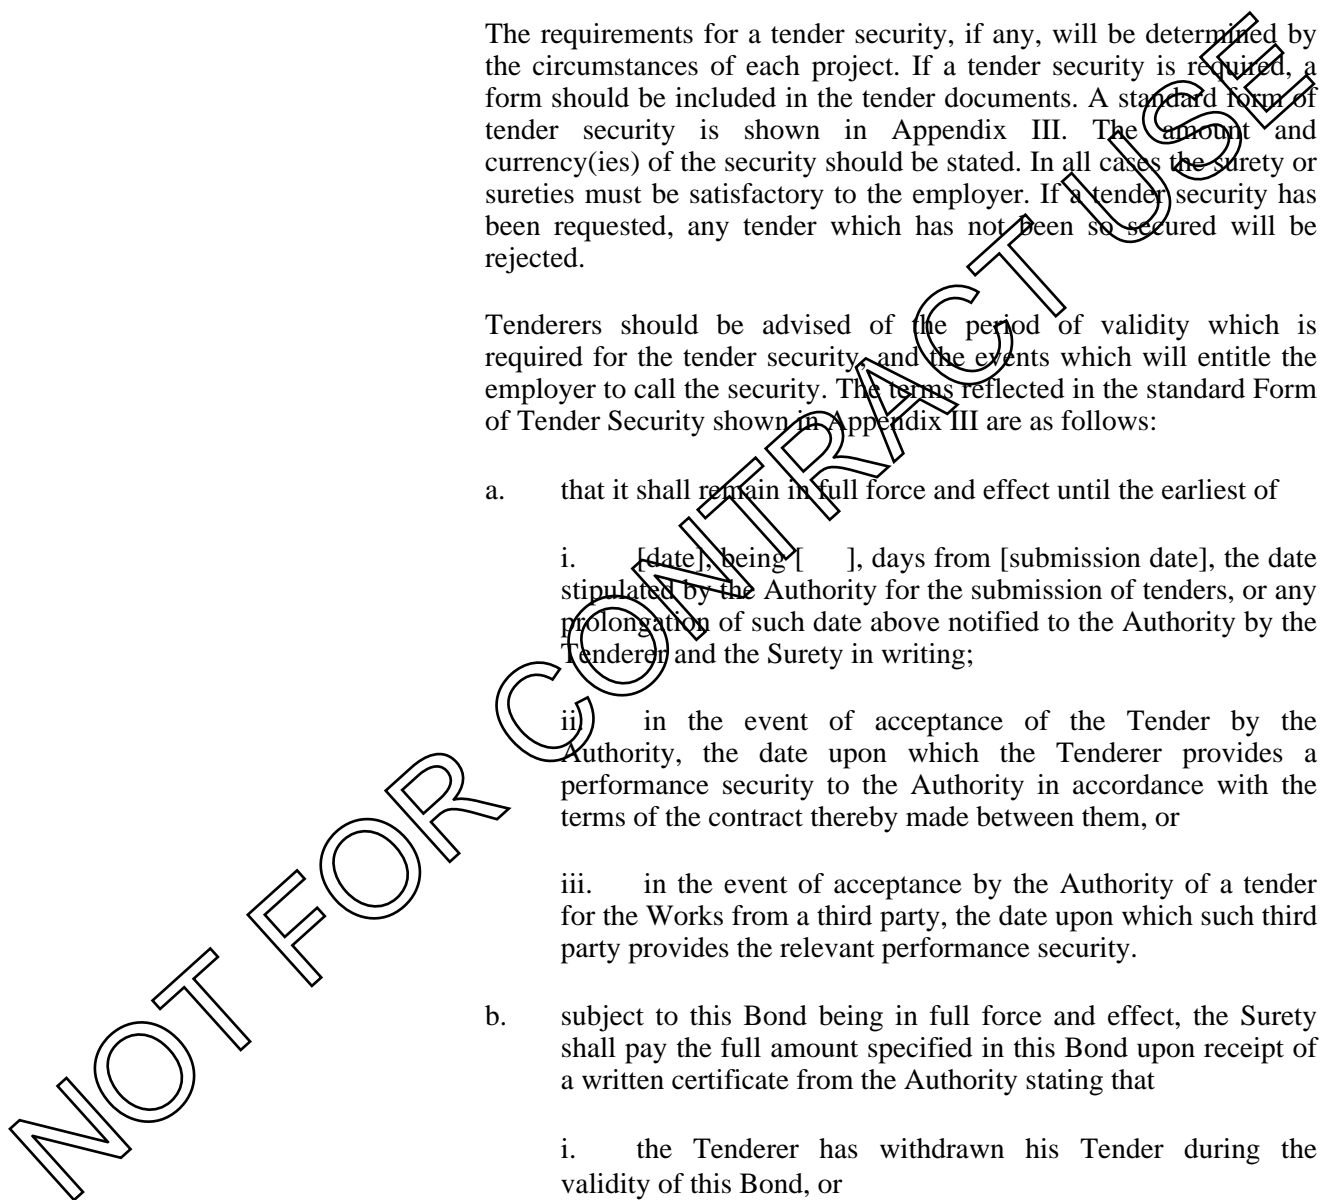 The requirements for a tender security, if any, will be determined by
the circumstances of each project. If a tender security is required, a
form should be included in the tender documents. A standard form of
tender security is shown in Appendix III. The amount and
currency(ies) of the security should be stated. In all cases the surety or
sureties must be satisfactory to the employer. If a tender security has
been requested, any tender which has not been so secured will be
rejected.
Tenderers should be advised of the period of validity which is
required for the tender security, and the events which will entitle the
employer to call the security. The terms reflected in the standard Form
of Tender Security shown in Appendix III are as follows:
a. that it shall remain in full force and effect until the earliest of
i. [date], being [ ], days from [submission date], the date
stipulated by the Authority for the submission of tenders, or any
prolongation of such date above notified to the Authority by the
Tenderer and the Surety in writing;
ii. in the event of acceptance of the Tender by the
Authority, the date upon which the Tenderer provides a
performance security to the Authority in accordance with the
terms of the contract thereby made between them, or
iii. in the event of acceptance by the Authority of a tender
for the Works from a third party, the date upon which such third
party provides the relevant performance security.
b. subject to this Bond being in full force and effect, the Surety
shall pay the full amount specified in this Bond upon receipt of
a written certificate from the Authority stating that
i. the Tenderer has withdrawn his Tender during the
validity of this Bond, or
NOT FOR CONTRACT USE